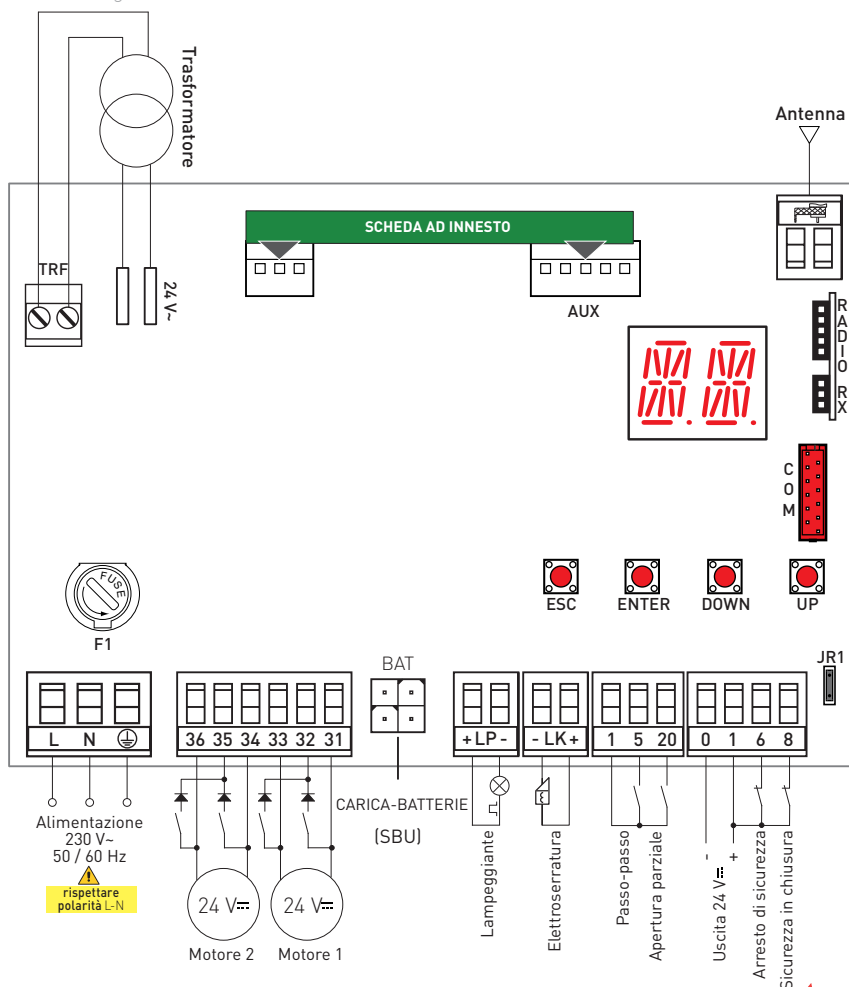 Trasformatore
Antenna
SCHEDA AD INNESTO
TRF
24 V~
AUX
RADIO RX
COM
ESC
ENTER
DOWN
UP
FUSE
F1
BAT
JR1
L N
36 35 34 33 32 31
+ LP -
- LK +
1 5 20
0 1 6 8
Alimentazione
230 V~
50 / 60 Hz
rispettare
polarità L-N
24 V
Motore 2
24 V
Motore 1
CARICA-BATTERIE
(SBU)
Lampeggiante
Elettroserratura
Passo-passo
Apertura parziale
Uscita 24 V
- +
Arresto di sicurezza
Sicurezza in chiusura